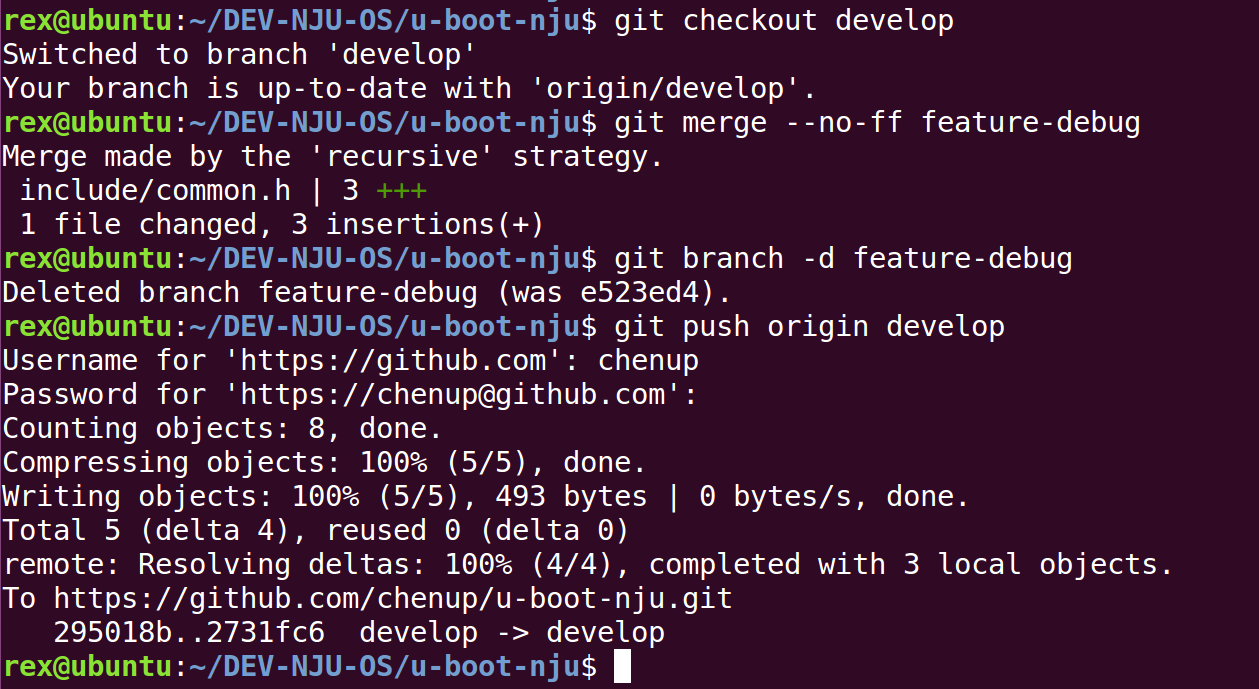 rex@ubuntu:~/DEV-NJU-OS/u-boot-nju$ git checkout develop
Switched to branch 'develop'
Your branch is up-to-date with 'origin/develop'.
rex@ubuntu:~/DEV-NJU-OS/u-boot-nju$ git merge --no-ff feature-debug
Merge made by the 'recursive' strategy.
 include/common.h | 3 +++
 1 file changed, 3 insertions(+)
rex@ubuntu:~/DEV-NJU-OS/u-boot-nju$ git branch -d feature-debug
Deleted branch feature-debug (was e523ed4).
rex@ubuntu:~/DEV-NJU-OS/u-boot-nju$ git push origin develop
Username for 'https://github.com': chenup
Password for 'https://chenup@github.com':
Counting objects: 8, done.
Compressing objects: 100% (5/5), done.
Writing objects: 100% (5/5), 493 bytes | 0 bytes/s, done.
Total 5 (delta 4), reused 0 (delta 0)
remote: Resolving deltas: 100% (4/4), completed with 3 local objects.
To https://github.com/chenup/u-boot-nju.git
   295018b..2731fc6  develop -> develop
rex@ubuntu:~/DEV-NJU-OS/u-boot-nju$